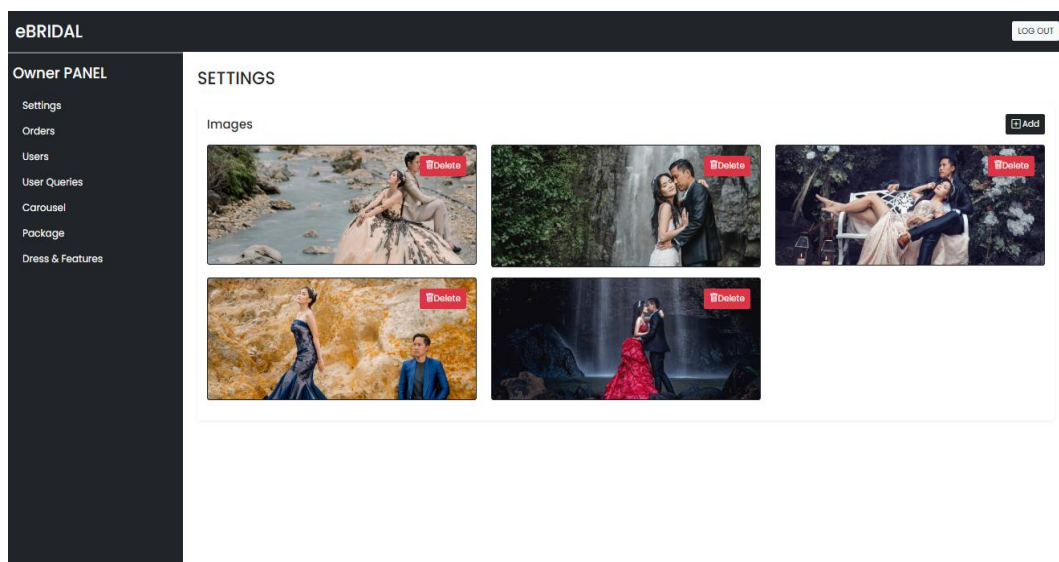 eBRIDAL
LOG OUT
Owner PANEL
Settings
Orders
Users
User Queries
Carousel
Package
Dress & Features
SETTINGS
Images
Add
Delete
Delete
Delete
Delete
Delete